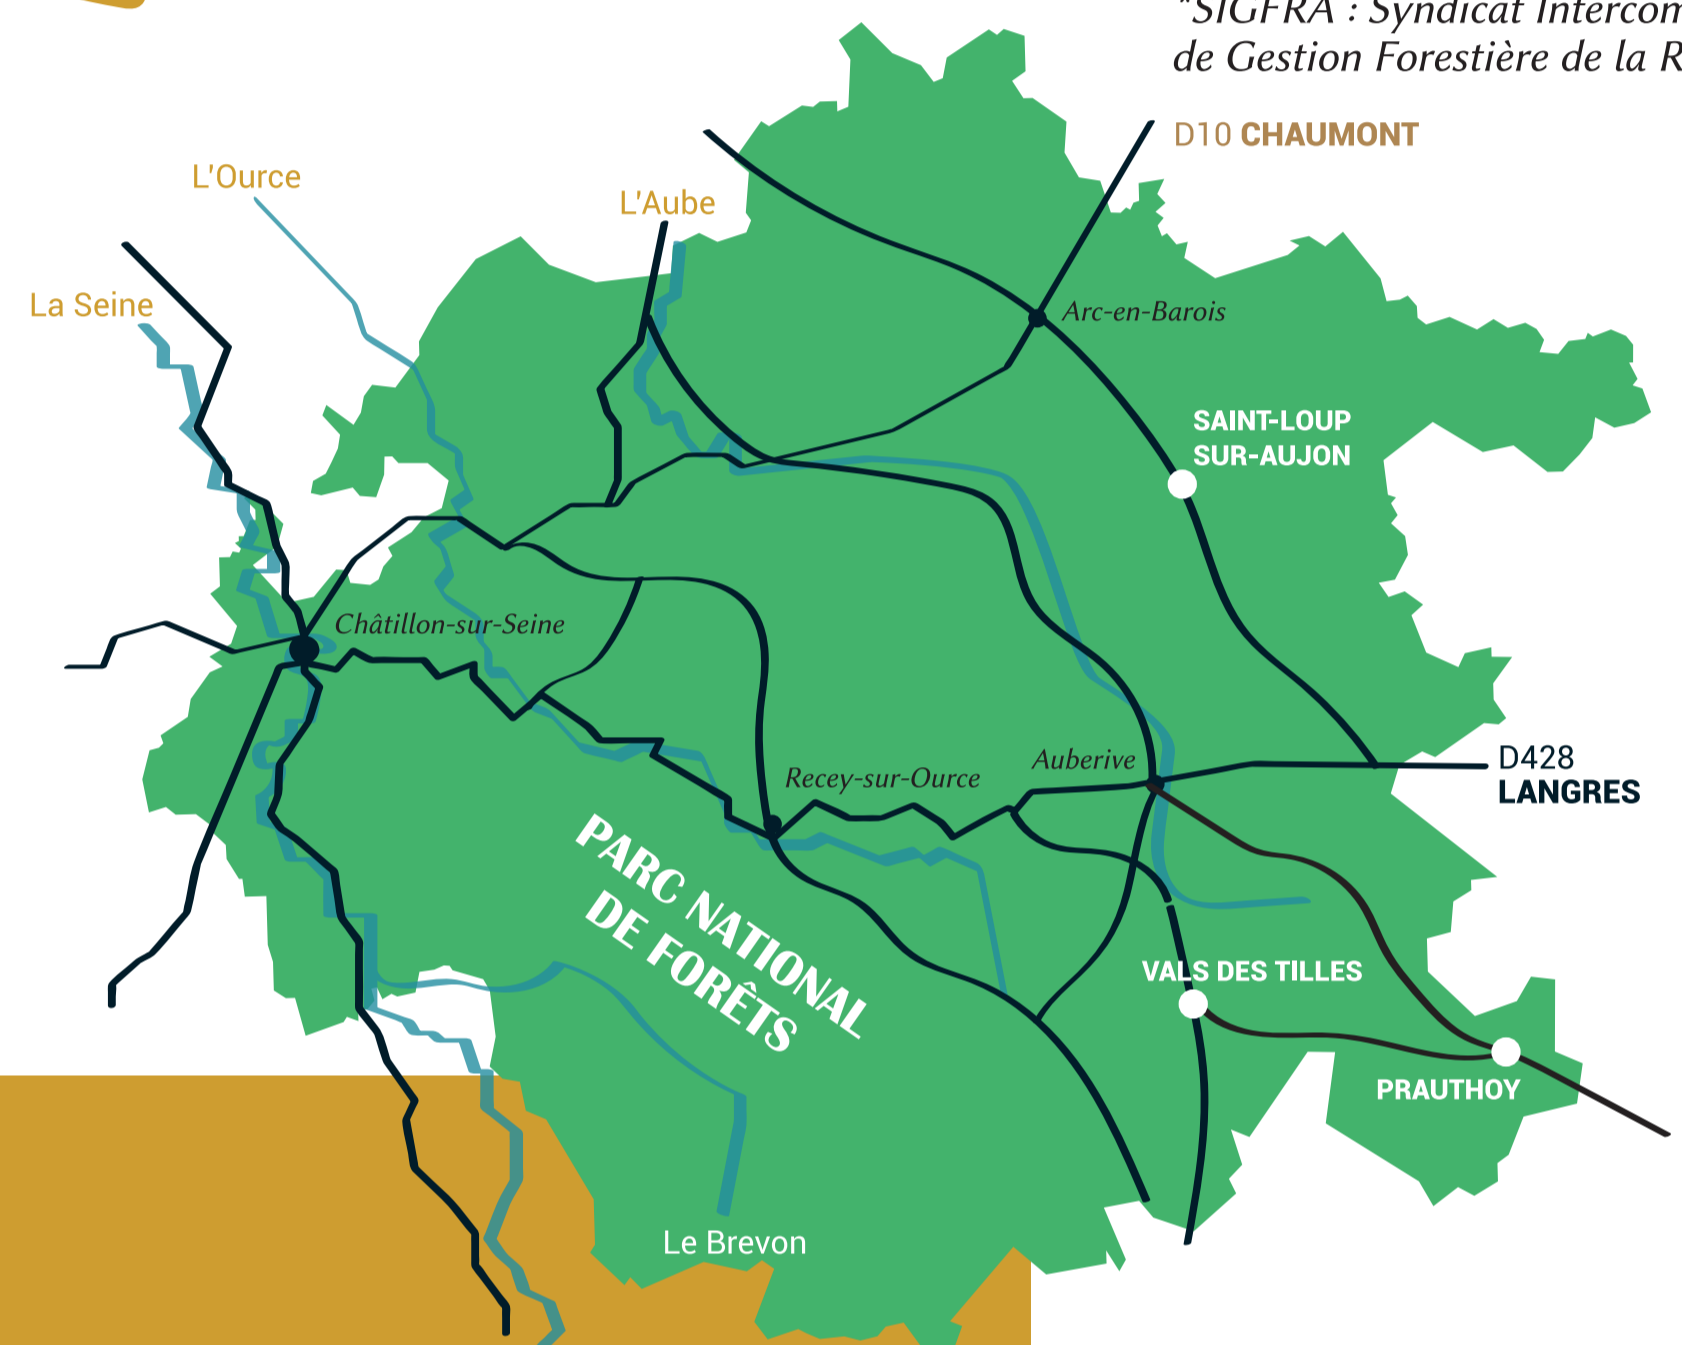 *SIGFRA : Syndicat Intercom
de Gestion Forestière de la R
D10 CHAUMONT
L'Ource
L'Aube
La Seine
Arc-en-Barois
SAINT-LOUP
SUR-AUJON
Châtillon-sur-Seine
Auberive
D428
LANGRES
Recey-sur-Ource
PARC NATIONAL
DE FORÊTS
VALS DES TILLES
PRAUTHOY
Le Brevon